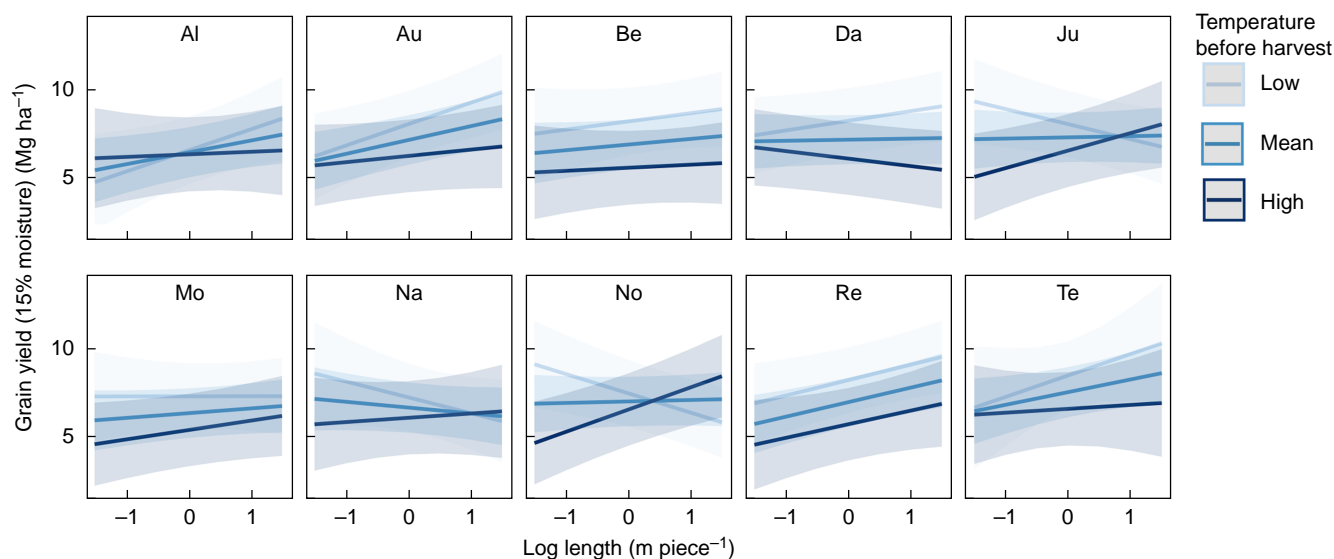 Al Au Be Da Ju
Temperature
before harvest
Low
Mean
High
10
5
Mo Na No Re Te
10
5
–1 0 1 –1 0 1 –1 0 1 –1 0 1 –1 0 1
Log length (m piece⁻¹)
Grain yield (15% moisture) (Mg ha⁻¹)